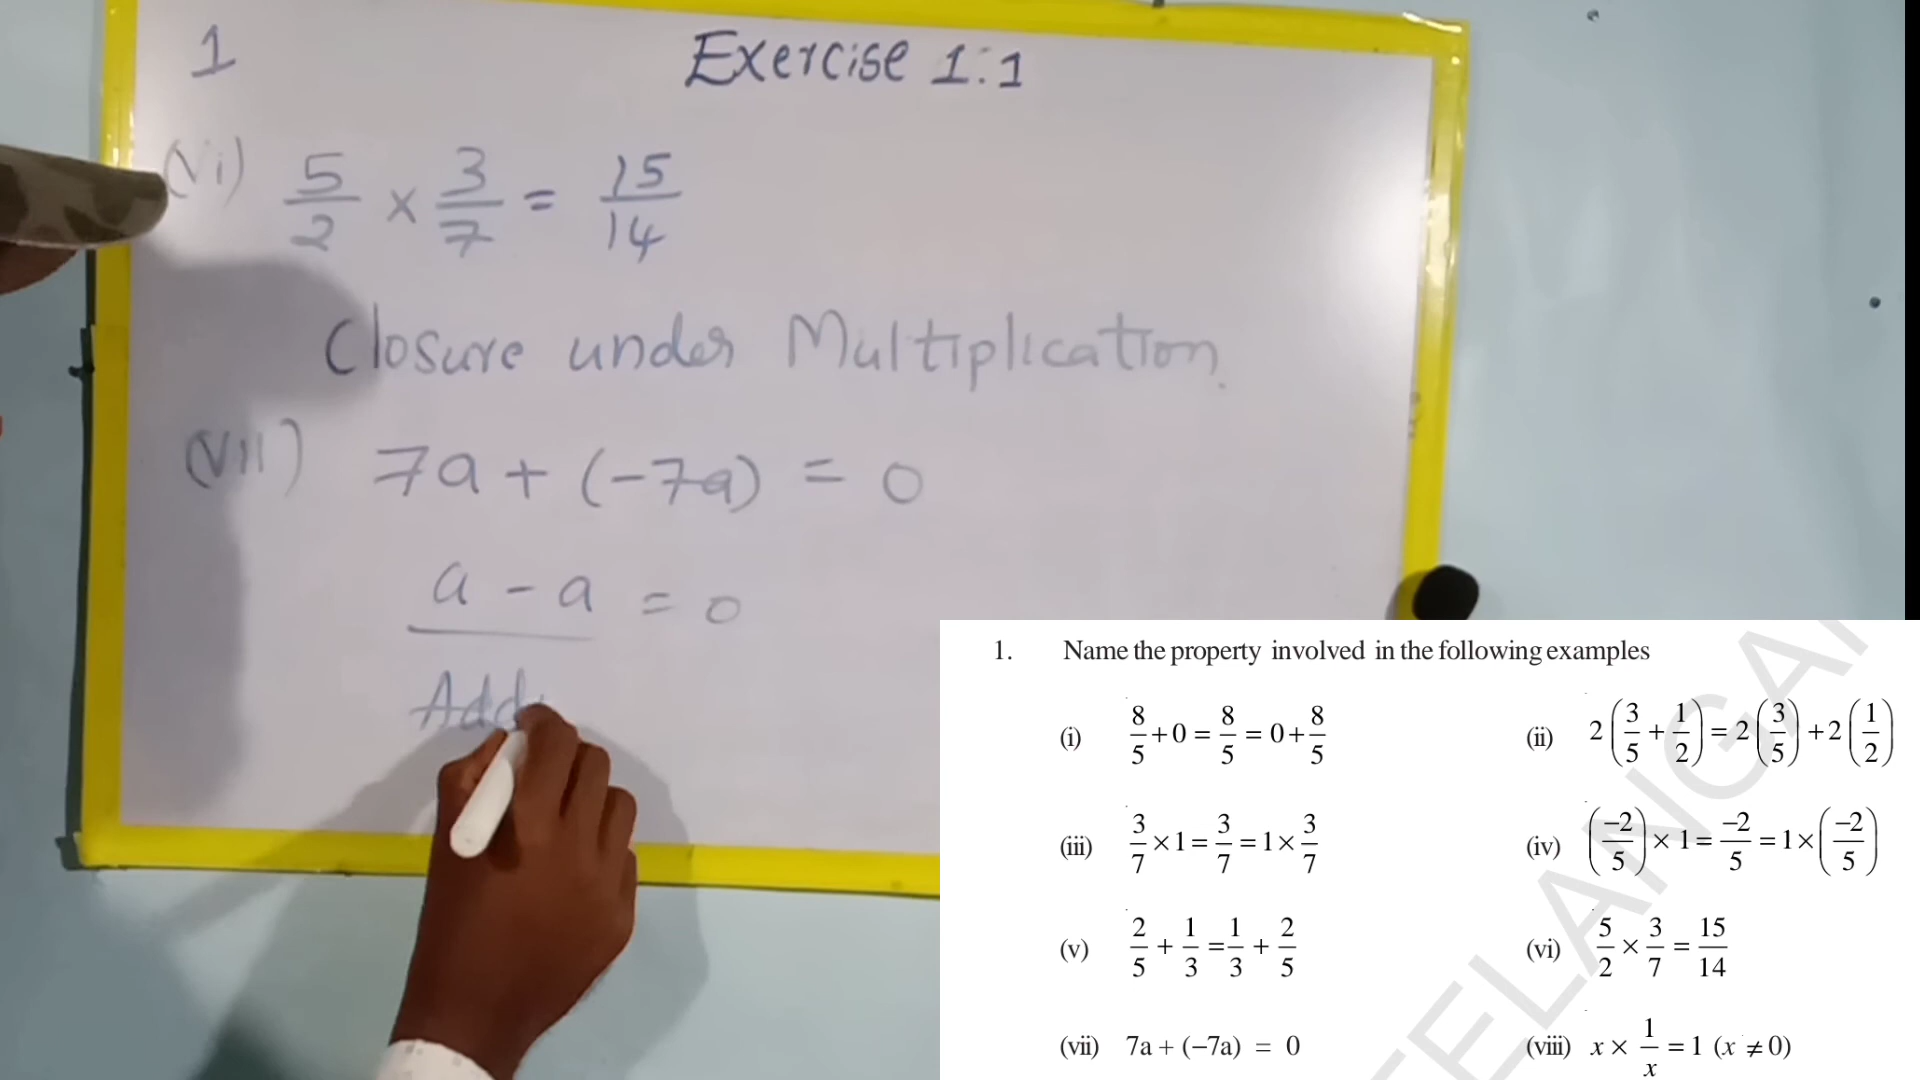 1 Exercise 1.1
(vi) 5/2 × 3/7 = 15/14
Closure under Multiplication.
(vii) 7a + (-7a) = 0
a - a = 0
Add
1. Name the property involved in the following examples
(i) 8/5 + 0 = 8/5 = 0 + 8/5 (ii) 2(3/5 + 1/2) = 2(3/5) + 2(1/2)
(iii) 3/7 × 1 = 3/7 = 1 × 3/7 (iv) (-2/5) × 1 = -2/5 = 1 × (-2/5)
(v) 2/5 + 1/3 = 1/3 + 2/5 (vi) 5/2 × 3/7 = 15/14
(vii) 7a + (−7a) = 0 (viii) x × 1/x = 1 (x ≠ 0)